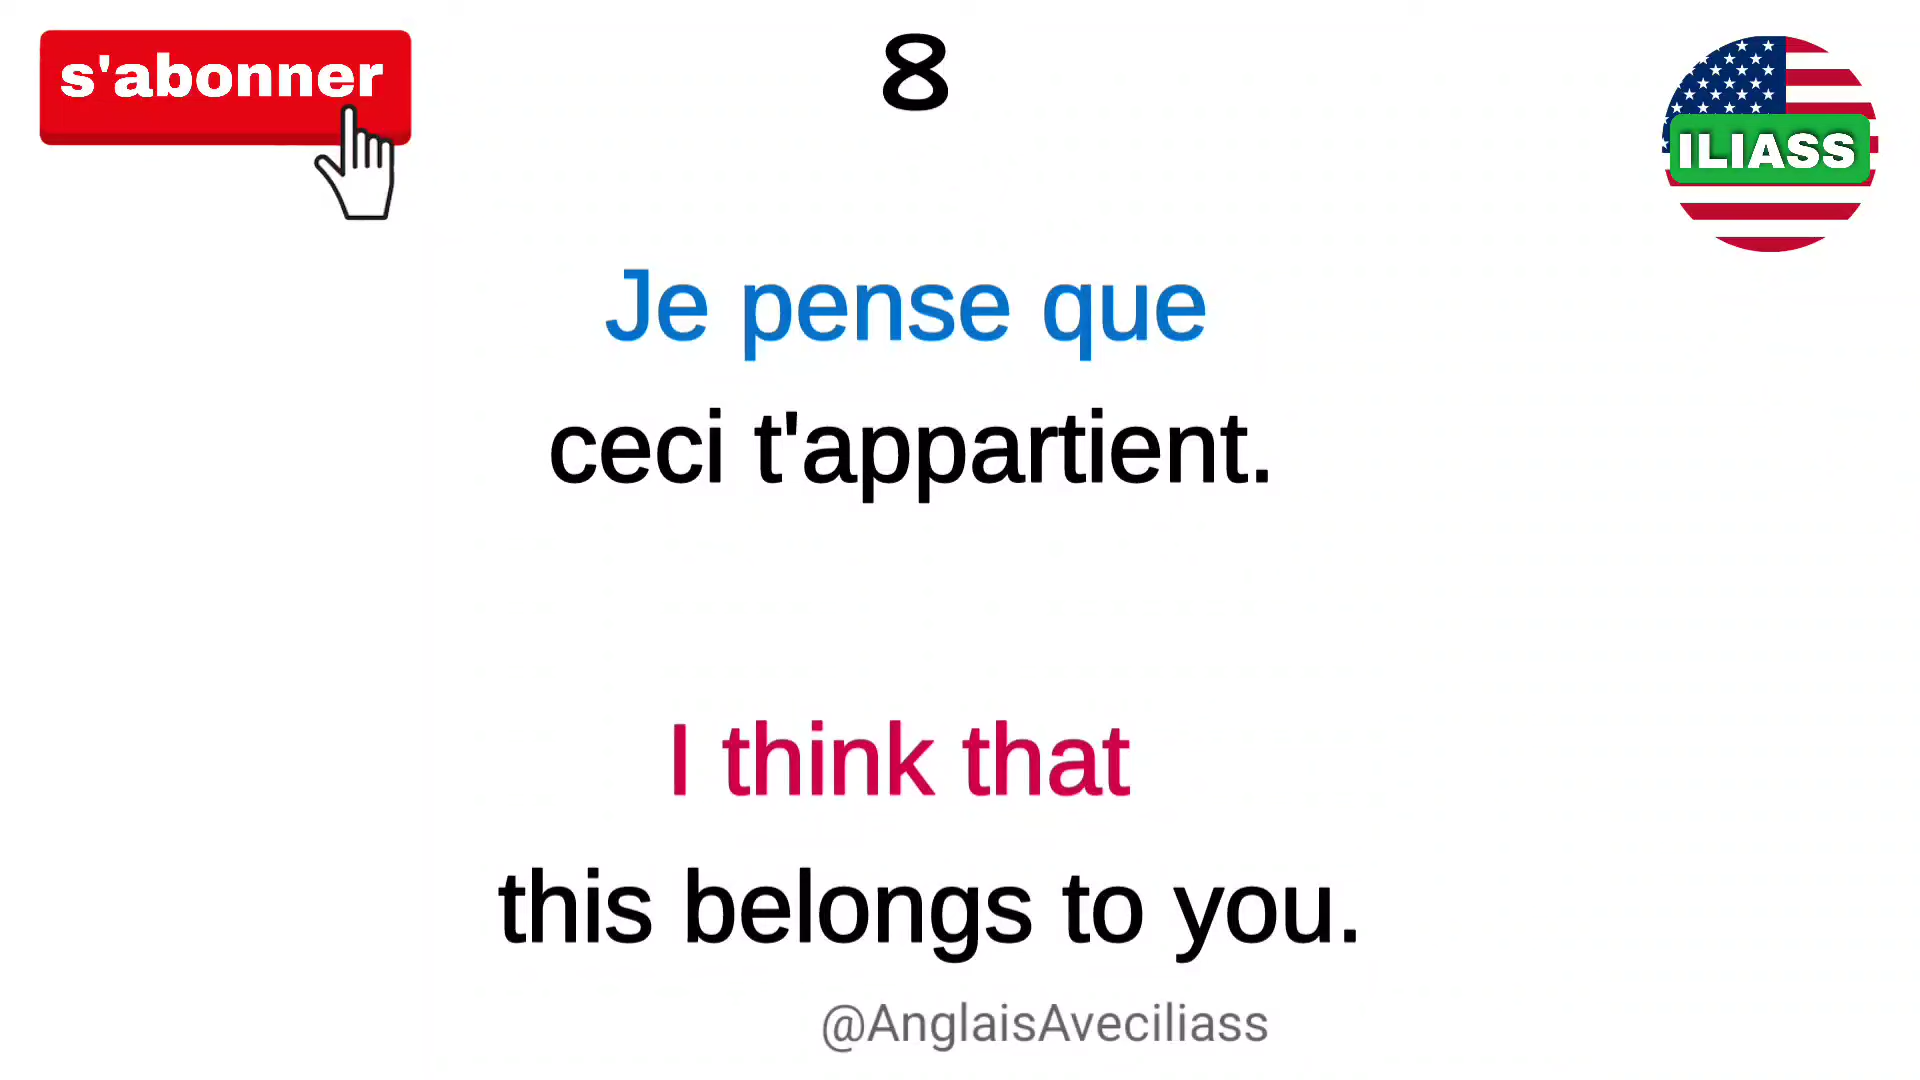 s'abonner
8
ILIASS
Je pense que
ceci t'appartient.
I think that
this belongs to you.
@AnglaisAveciliass